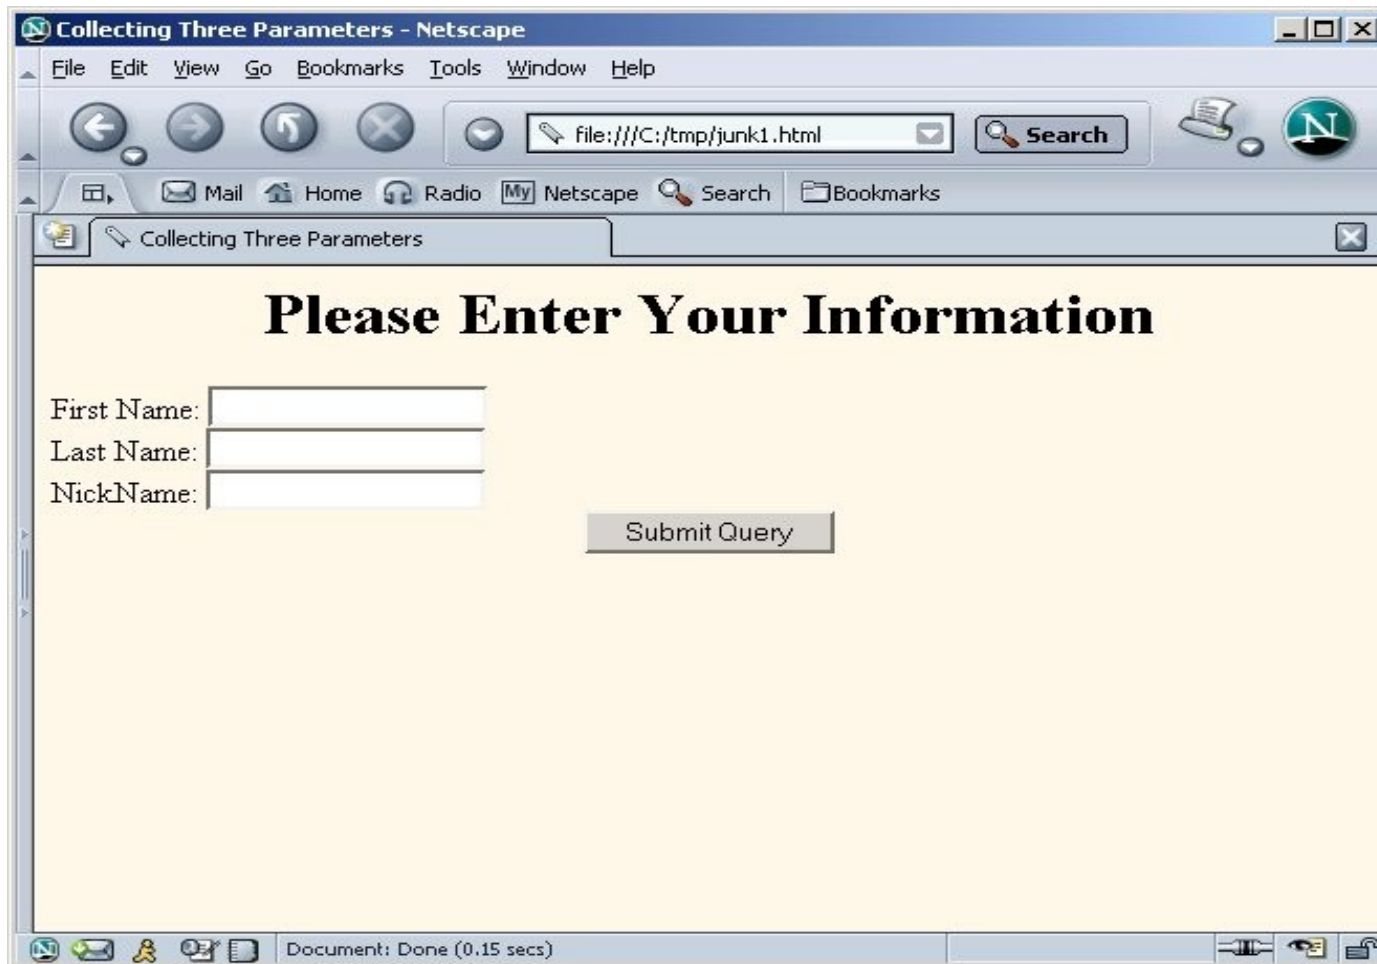 N Collecting Three Parameters - Netscape
File Edit View Go Bookmarks Tools Window Help
file:///C:/tmp/junk1.html Search N
Mail Home Radio My Netscape Search Bookmarks
Collecting Three Parameters
Please Enter Your Information
First Name:
Last Name:
NickName:
Submit Query
N Document: Done (0.15 secs)